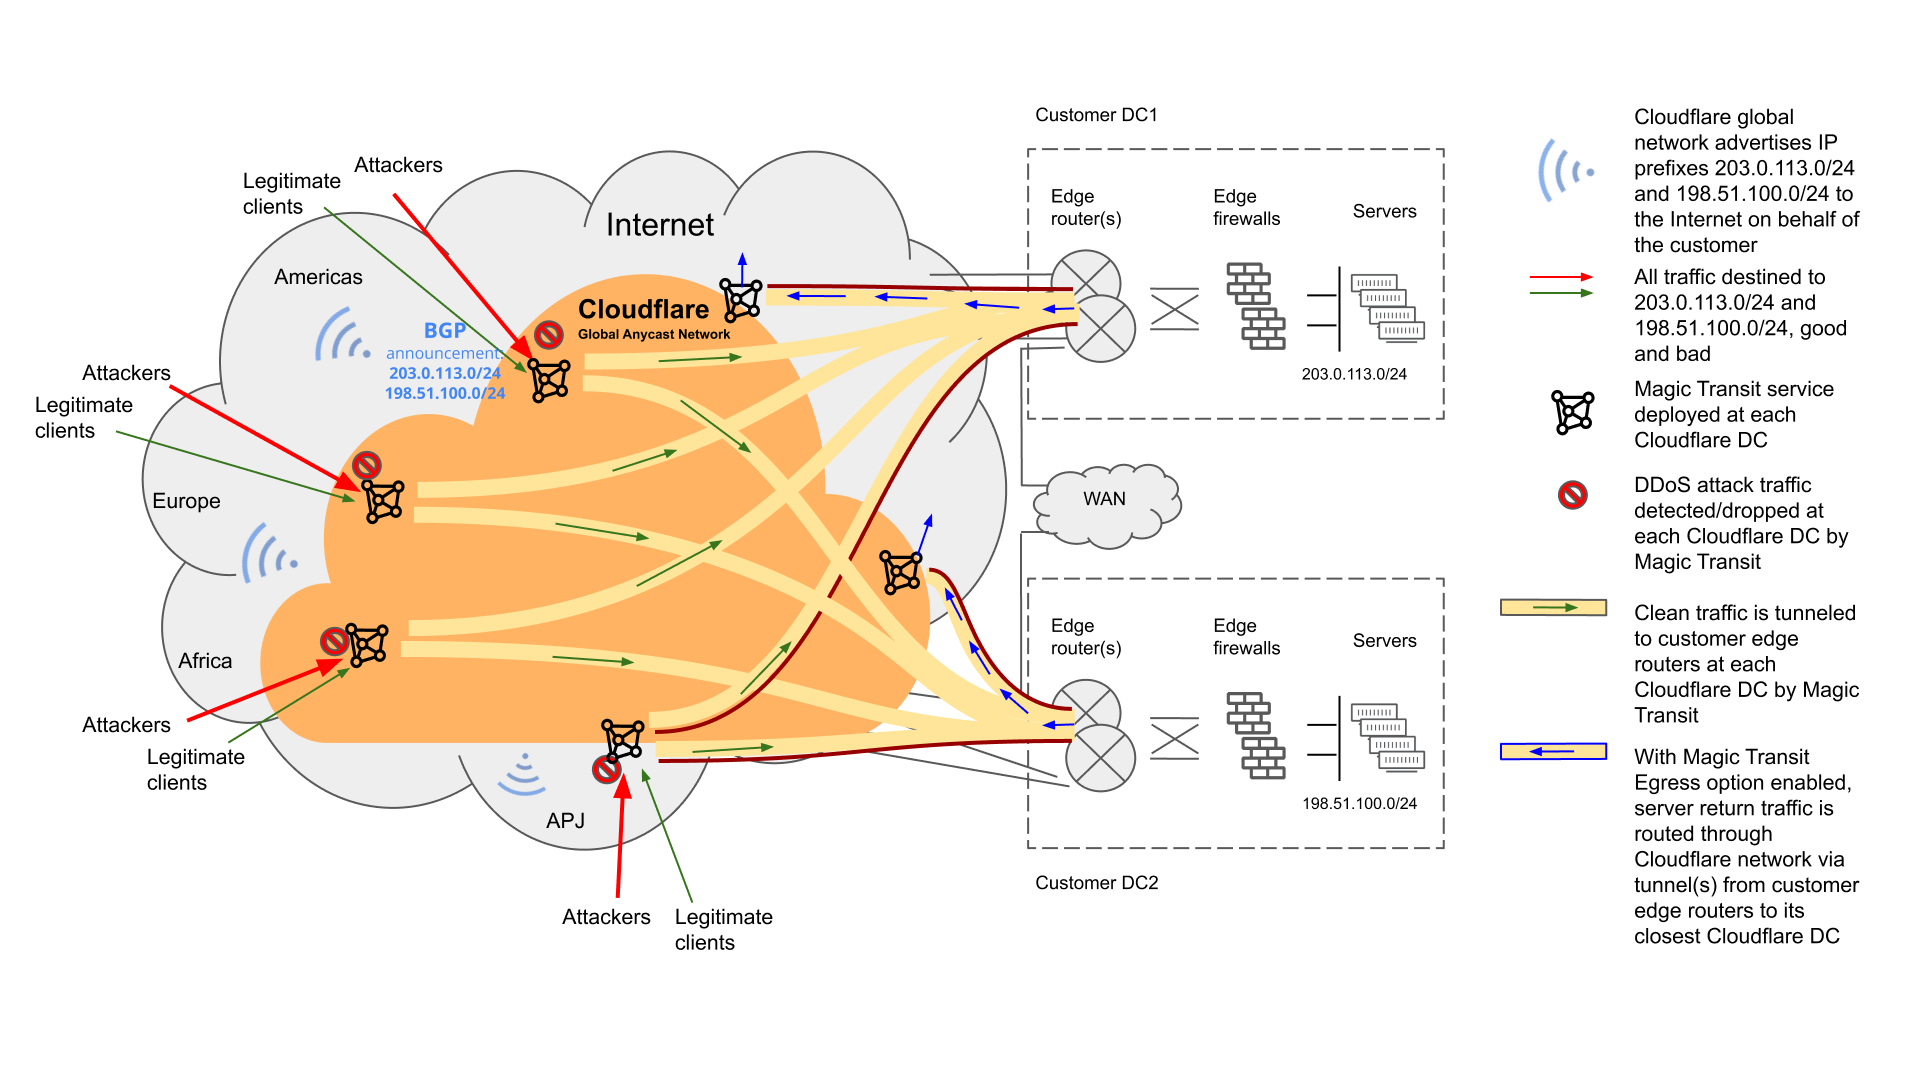 Customer DC1
Attackers
Legitimate
clients
Internet
Americas
Cloudflare
Global Anycast Network
BGP
announcement:
203.0.113.0/24
198.51.100.0/24
Attackers
Legitimate
clients
Europe
Africa
Attackers
Legitimate
clients
APJ
Attackers
Legitimate
clients
Edge
router(s)
Edge
firewalls
Servers
203.0.113.0/24
WAN
Edge
router(s)
Edge
firewalls
Servers
198.51.100.0/24
Customer DC2
Cloudflare global
network advertises IP
prefixes 203.0.113.0/24
and 198.51.100.0/24 to
the Internet on behalf of
the customer
All traffic destined to
203.0.113.0/24 and
198.51.100.0/24, good
and bad
Magic Transit service
deployed at each
Cloudflare DC
DDoS attack traffic
detected/dropped at
each Cloudflare DC by
Magic Transit
Clean traffic is tunneled
to customer edge
routers at each
Cloudflare DC by Magic
Transit
With Magic Transit
Egress option enabled,
server return traffic is
routed through
Cloudflare network via
tunnel(s) from customer
edge routers to its
closest Cloudflare DC